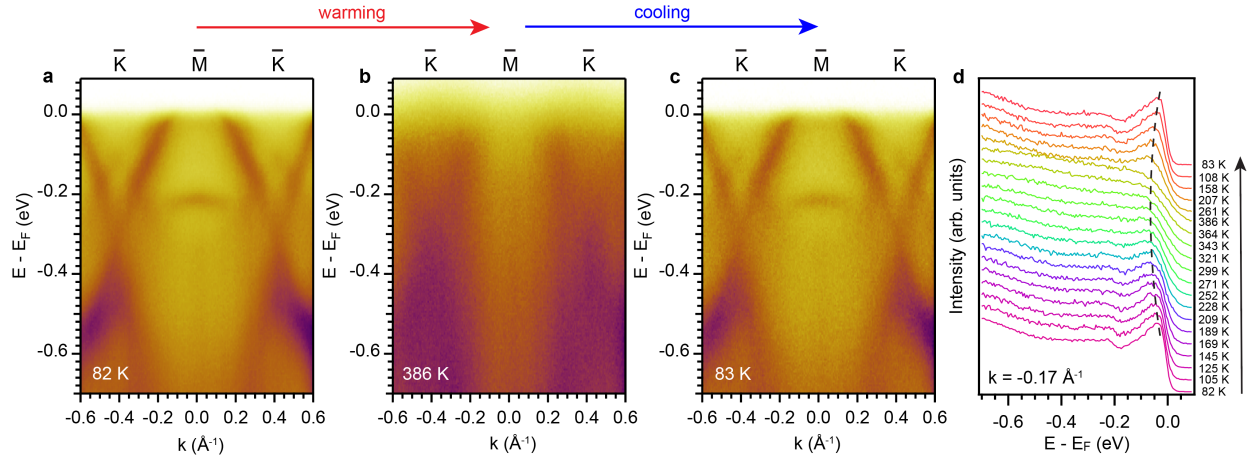 warming
cooling
a
K̅ M̅ K̅
b
K̅ M̅ K̅
c
K̅ M̅ K̅
d
E - EF (eV)
0.0
-0.2
-0.4
-0.6
82 K
-0.6 -0.4 -0.2 0.0 0.2 0.4 0.6
k (Å-1)
E - EF (eV)
0.0
-0.2
-0.4
-0.6
386 K
-0.6 -0.4 -0.2 0.0 0.2 0.4 0.6
k (Å-1)
E - EF (eV)
0.0
-0.2
-0.4
-0.6
83 K
-0.6 -0.4 -0.2 0.0 0.2 0.4 0.6
k (Å-1)
Intensity (arb. units)
83 K
108 K
158 K
207 K
261 K
386 K
364 K
343 K
321 K
299 K
271 K
252 K
228 K
209 K
189 K
169 K
145 K
125 K
105 K
82 K
k = -0.17 Å-1
-0.6 -0.4 -0.2 0.0
E - EF (eV)